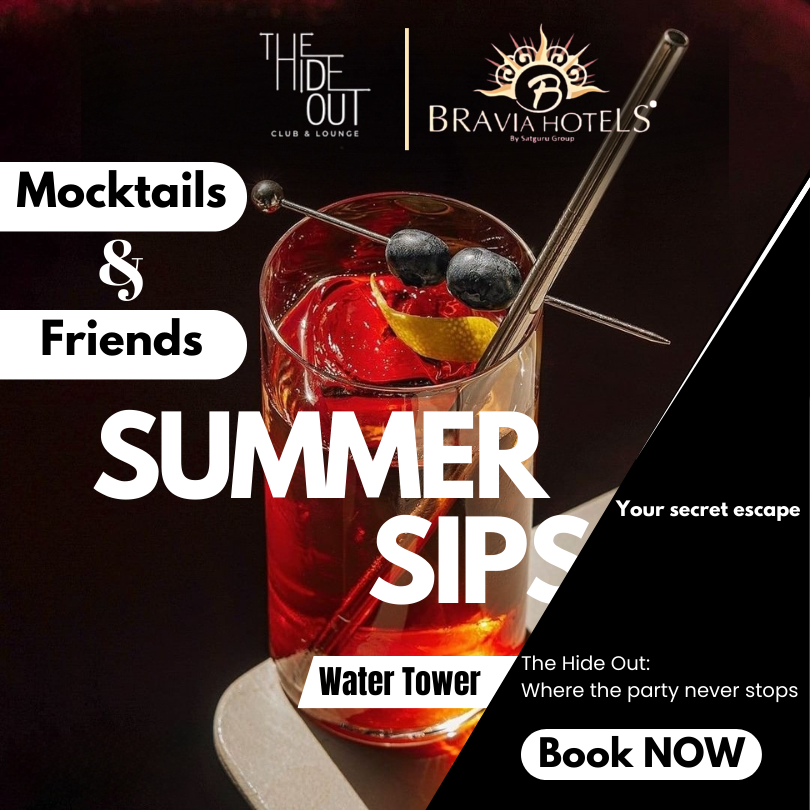 THE
HIDE
OUT
CLUB & LOUNGE
B
BRAVIA HOTELS
By Satguru Group
Mocktails
&
Friends
SUMMER
SIPS
Your secret escape
Water Tower
The Hide Out:
Where the party never stops
Book NOW